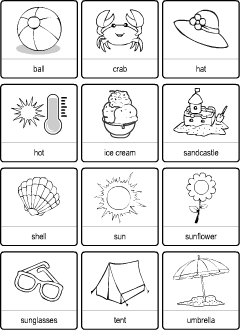 ball
crab
hat
hot
ice cream
sandcastle
shell
sun
sunflower
sunglasses
tent
umbrella